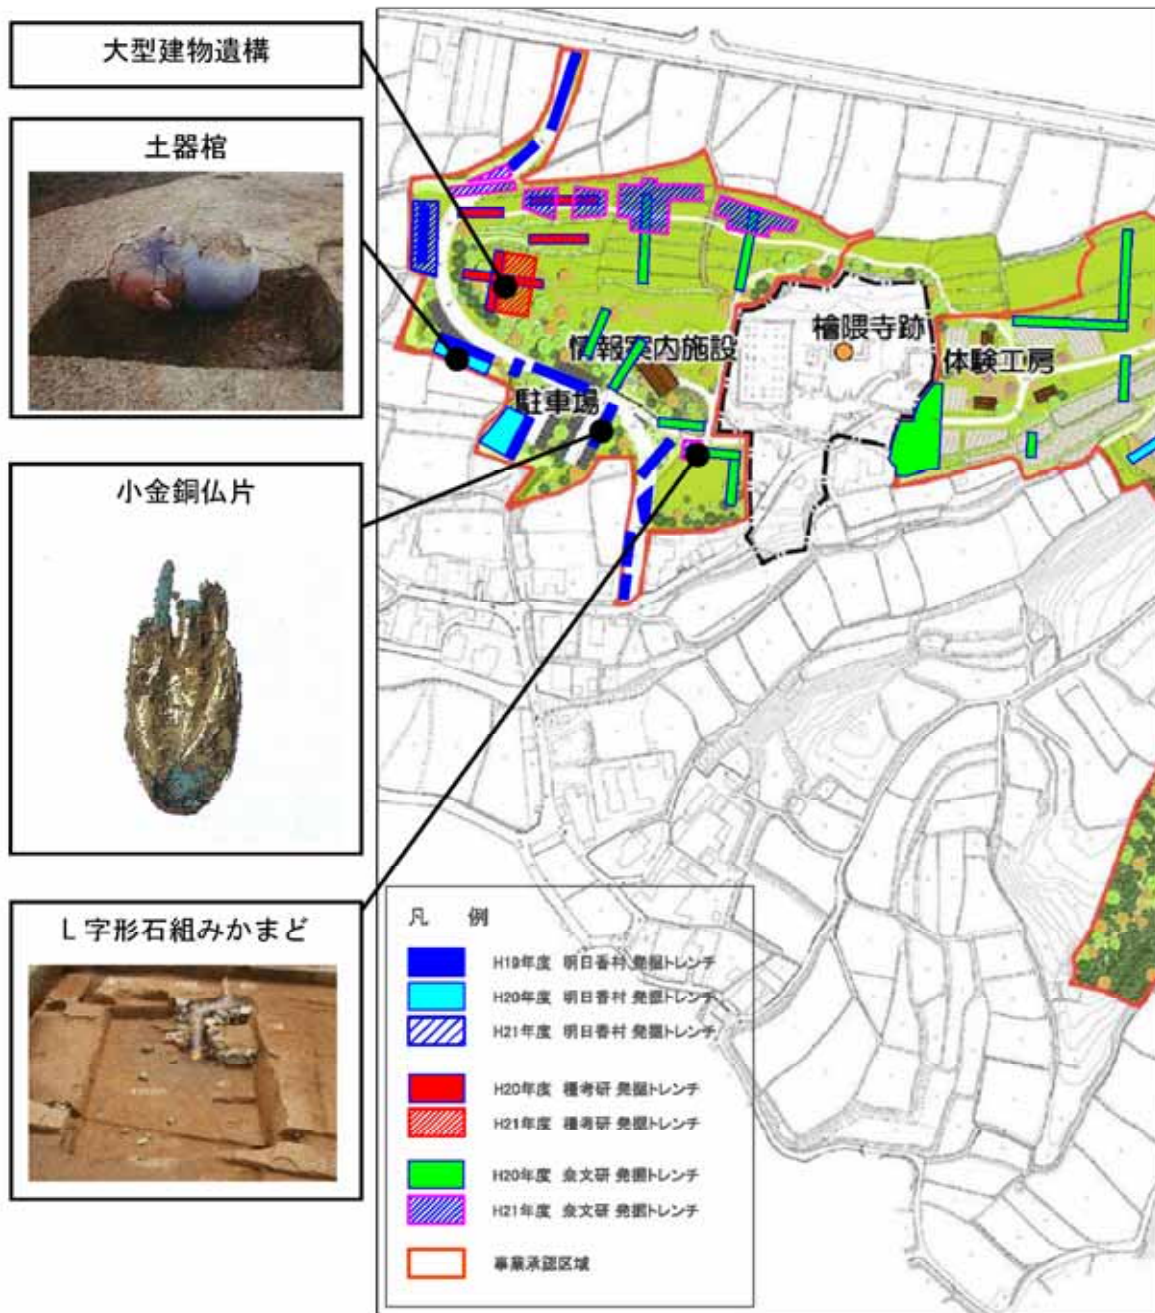 大型建物遺構
土器棺
小金銅仏片
L字形石組みかまど
情報案内施設
檜隈寺跡
体験工房
駐車場
凡 例
H19年度 明日香村 発掘トレンチ
H20年度 明日香村 発掘トレンチ
H21年度 明日香村 発掘トレンチ
H20年度 橿考研 発掘トレンチ
H21年度 橿考研 発掘トレンチ
H20年度 奈文研 発掘トレンチ
H21年度 奈文研 発掘トレンチ
事業承認区域